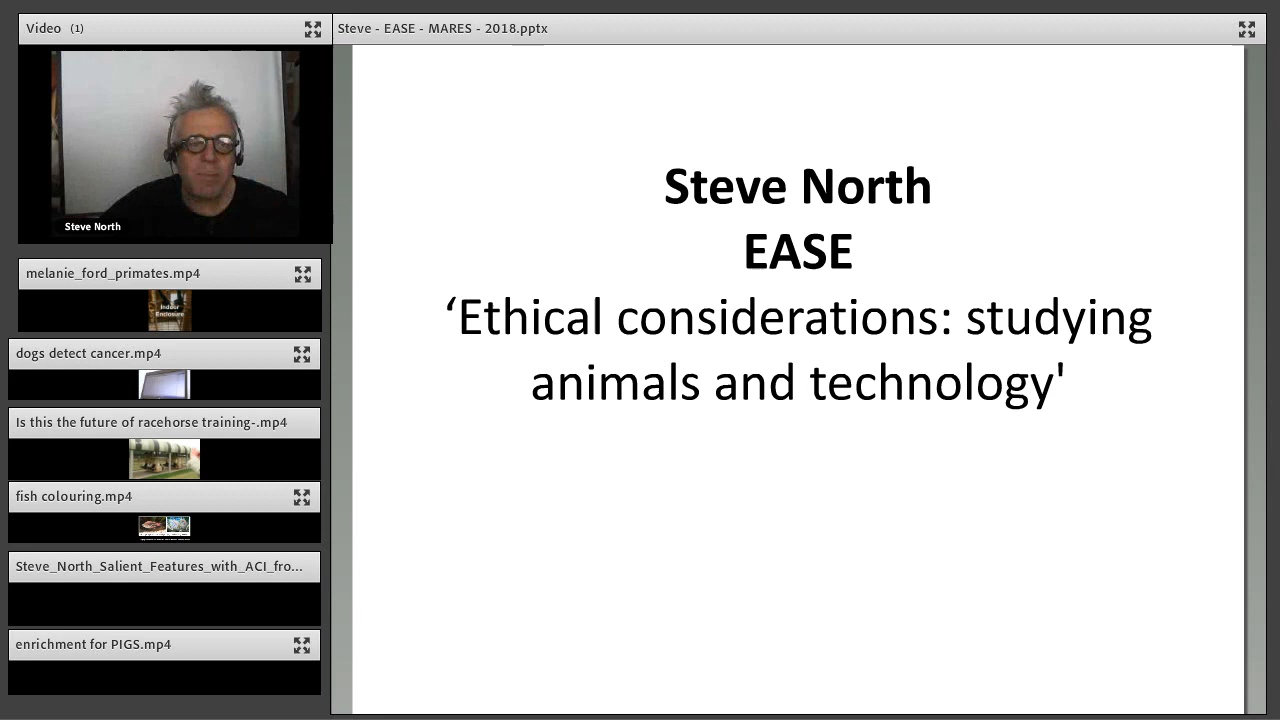 Video (1)
Steve - EASE - MARES - 2018.pptx
Steve North
melanie_ford_primates.mp4
Indoor
Enclosure
dogs detect cancer.mp4
Is this the future of racehorse training-.mp4
fish colouring.mp4
Steve_North_Salient_Features_with_ACI_fro...
enrichment for PIGS.mp4
Steve North
EASE
‘Ethical considerations: studying
animals and technology'